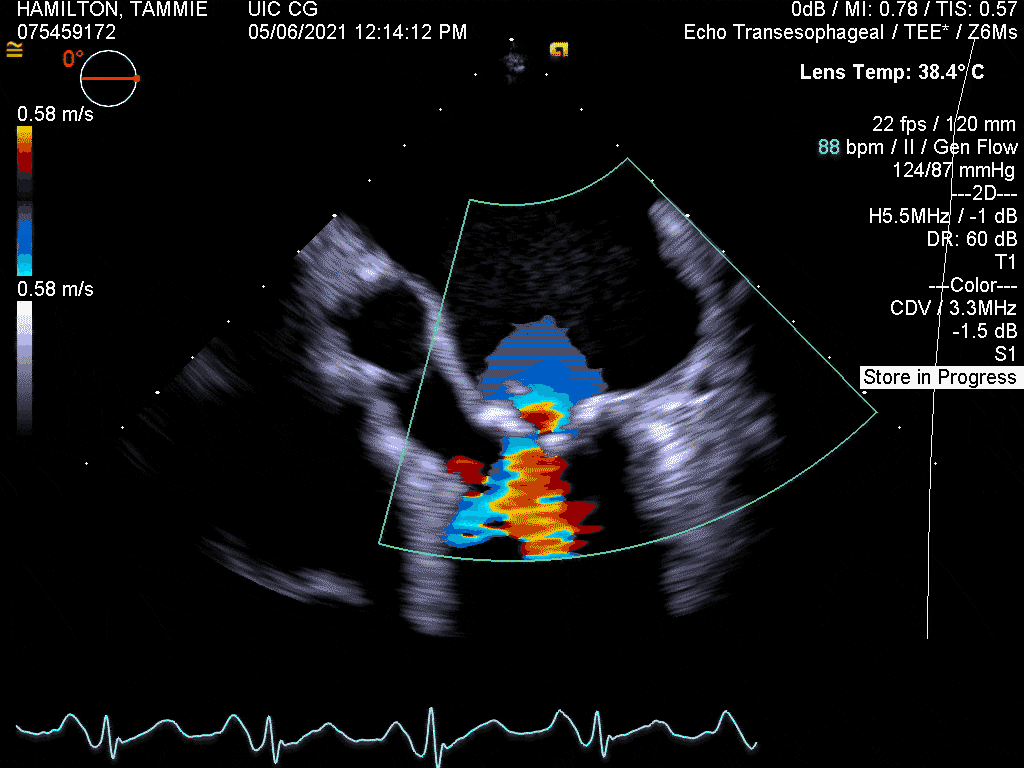 HAMILTON, TAMMIE
075459172
UIC CG
05/06/2021 12:14:12 PM
0dB / MI: 0.78 / TIS: 0.57
Echo Transesophageal / TEE* / Z6Ms
0°
Lens Temp: 38.4° C
0.58 m/s
0.58 m/s
22 fps / 120 mm
88 bpm / II / Gen Flow
124/87 mmHg
---2D---
H5.5MHz / -1 dB
DR: 60 dB
T1
---Color---
CDV / 3.3MHz
-1.5 dB
S1
Store in Progress